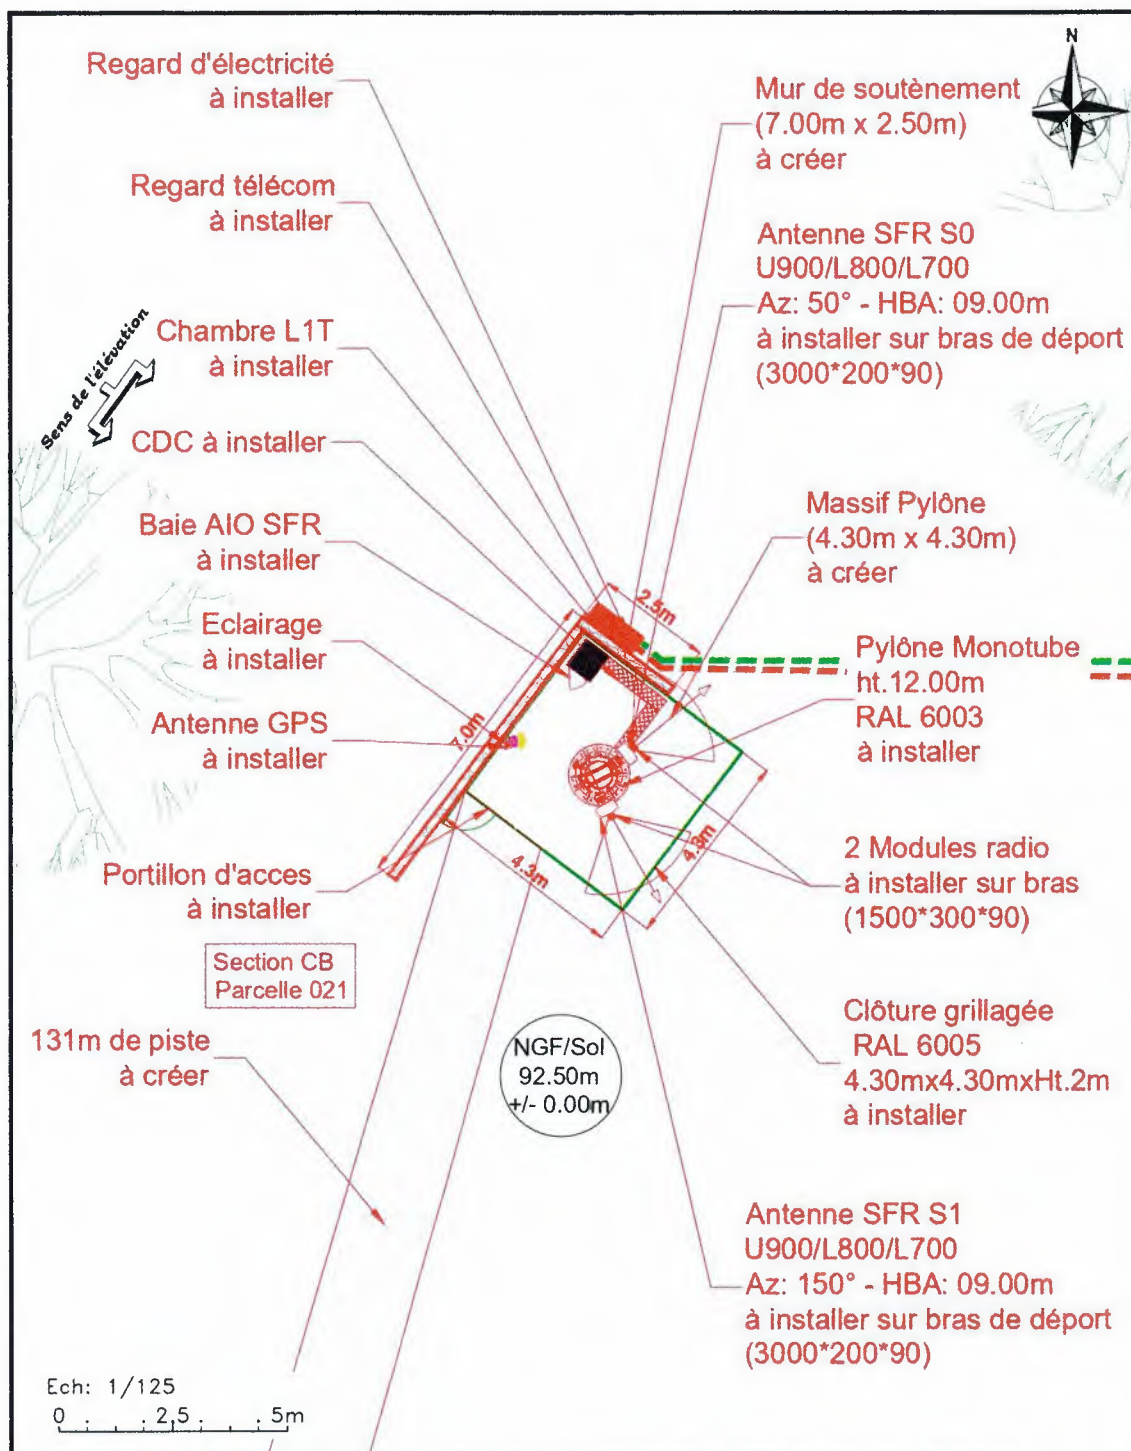 N
Regard d'électricité
à installer
Mur de soutènement
(7.00m x 2.50m)
à créer
Regard télécom
à installer
Antenne SFR S0
U900/L800/L700
Az: 50° - HBA: 09.00m
à installer sur bras de déport
(3000*200*90)
Sens de l'élévation
Chambre L1T
à installer
CDC à installer
Baie AIO SFR
à installer
Massif Pylône
(4.30m x 4.30m)
à créer
2.5m
Eclairage
à installer
Pylône Monotube
ht.12.00m
RAL 6003
à installer
Antenne GPS
à installer
7.0m
4.3m
4.3m
2 Modules radio
à installer sur bras
(1500*300*90)
Portillon d'acces
à installer
Section CB
Parcelle 021
131m de piste
à créer
NGF/Sol
92.50m
+/- 0.00m
Clôture grillagée
RAL 6005
4.30mx4.30mxHt.2m
à installer
Antenne SFR S1
U900/L800/L700
Az: 150° - HBA: 09.00m
à installer sur bras de déport
(3000*200*90)
Ech: 1/125
0 2,5 5m